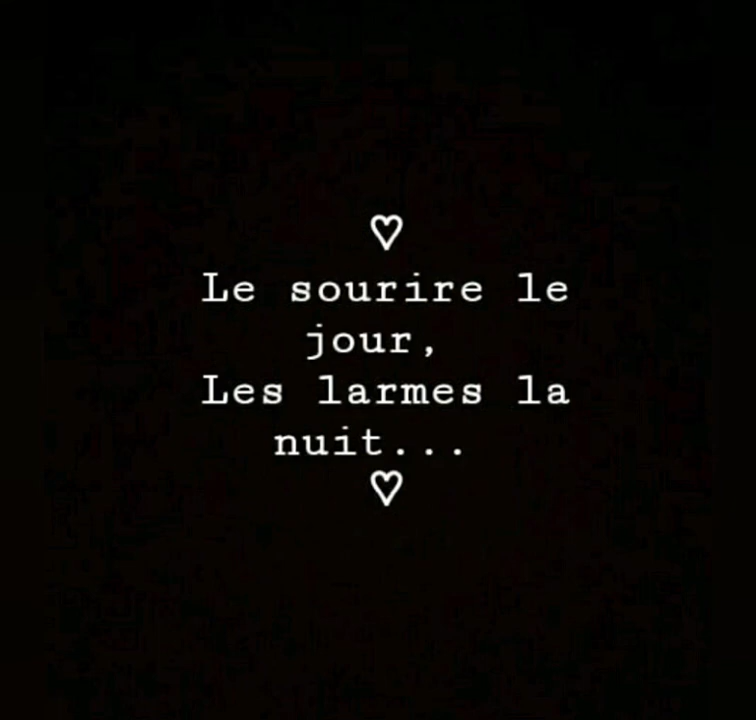 ♡
Le sourire le
jour,
Les larmes la
nuit...
♡